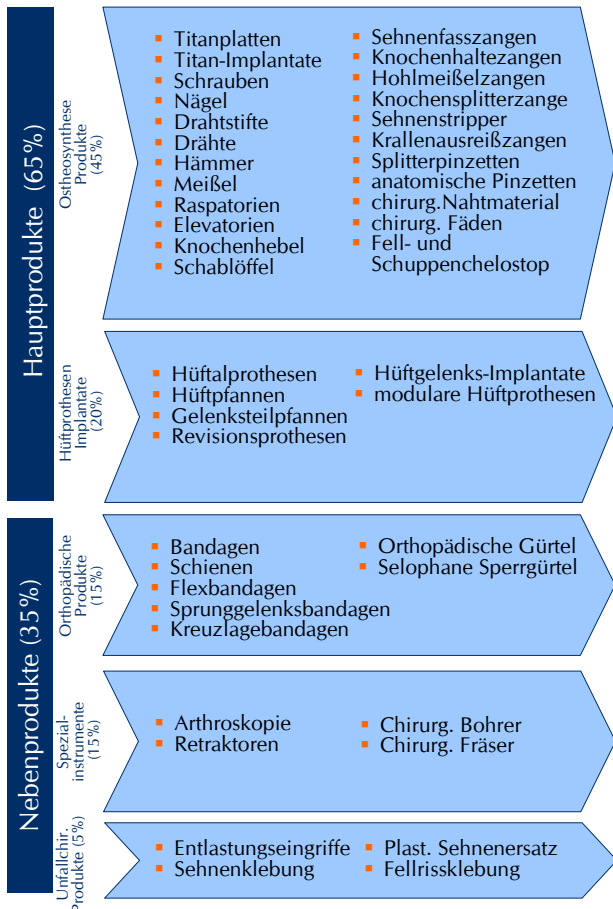 Hauptprodukte (65%)
Ostheosynthese
Produkte
(45%)
Titanplatten
Titan-Implantate
Schrauben
Nägel
Drahtstifte
Drähte
Hämmer
Meißel
Raspatorien
Elevatorien
Knochenhebel
Schablöffel
Sehnenfasszangen
Knochenhaltezangen
Hohlmeißelzangen
Knochensplitterzange
Sehnenstripper
Krallenausreißzangen
Splitterpinzetten
anatomische Pinzetten
chirurg.Nahtmaterial
chirurg. Fäden
Fell- und
Schuppenchelostop
Hüftprothesen
Implantate
(20%)
Hüftalprothesen
Hüftpfannen
Gelenksteilpfannen
Revisionsprothesen
Hüftgelenks-Implantate
modulare Hüftprothesen
Nebenprodukte (35%)
Orthopädische
Produkte
(15%)
Bandagen
Schienen
Flexbandagen
Sprunggelenksbandagen
Kreuzlagebandagen
Orthopädische Gürtel
Selophane Sperrgürtel
Spezial-
instrumente
(15%)
Arthroskopie
Retraktoren
Chirurg. Bohrer
Chirurg. Fräser
Unfallchir.
Produkte (5%)
Entlastungseingriffe
Sehnenklebung
Plast. Sehnenersatz
Fellrissklebung